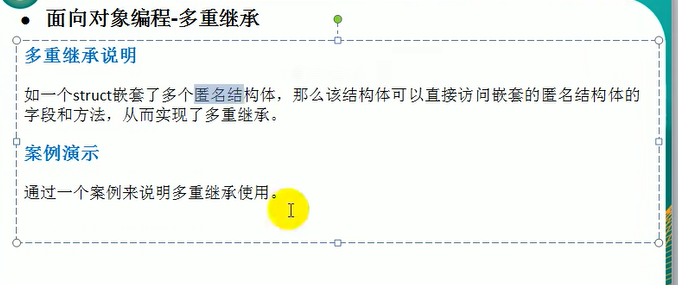 ● 面向对象编程-多重继承
多重继承说明
如一个struct嵌套了多个匿名结构体，那么该结构体可以直接访问嵌套的匿名结构体的
字段和方法，从而实现了多重继承。
案例演示
通过一个案例来说明多重继承使用。